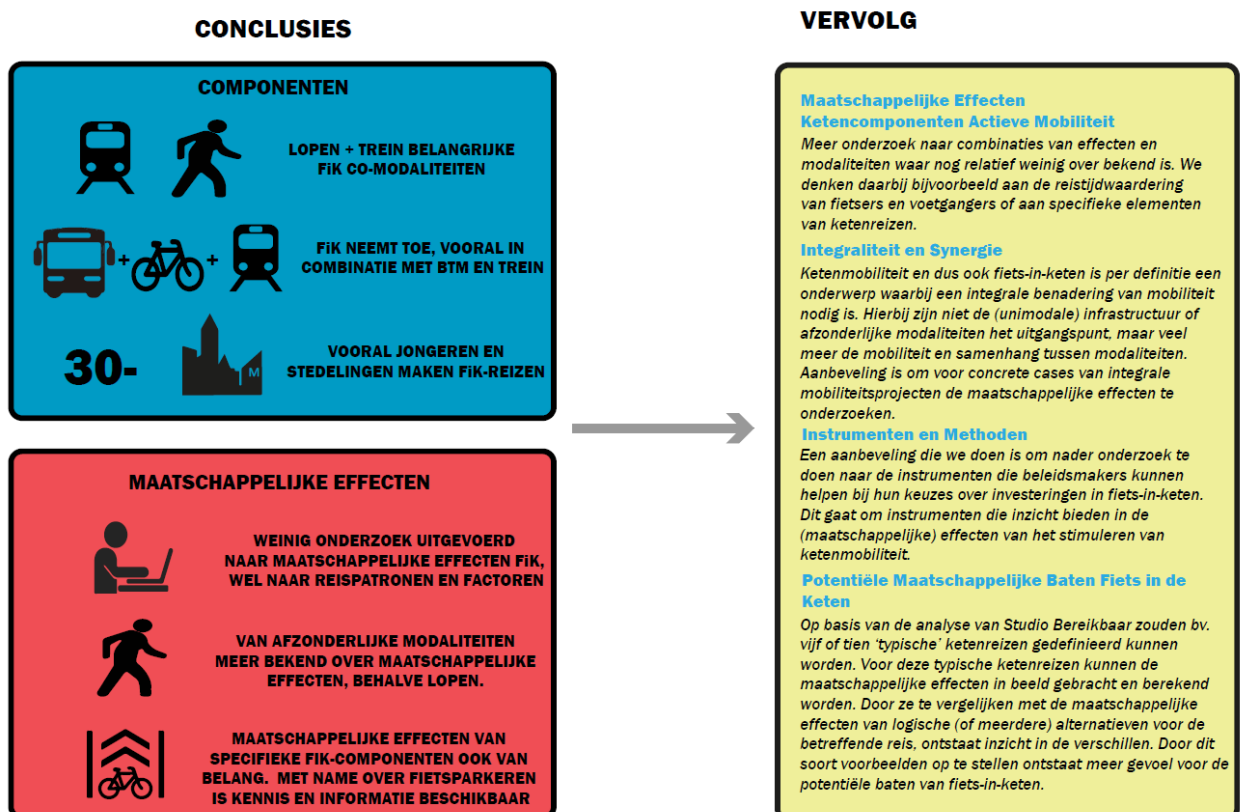 CONCLUSIES
COMPONENTEN
LOPEN + TREIN BELANGRIJKE
FiK CO-MODALITEITEN
+
+
FiK NEEMT TOE, VOORAL IN
COMBINATIE MET BTM EN TREIN
30-
M
VOORAL JONGEREN EN
STEDELINGEN MAKEN FiK-REIZEN
MAATSCHAPPELIJKE EFFECTEN
WEINIG ONDERZOEK UITGEVOERD
NAAR MAATSCHAPPELIJKE EFFECTEN FiK,
WEL NAAR REISPATRONEN EN FACTOREN
VAN AFZONDERLIJKE MODALITEITEN
MEER BEKEND OVER MAATSCHAPPELIJKE
EFFECTEN, BEHALVE LOPEN.
MAATSCHAPPELIJKE EFFECTEN VAN
SPECIFIEKE FIK-COMPONENTEN OOK VAN
BELANG. MET NAME OVER FIETSPARKEREN
IS KENNIS EN INFORMATIE BESCHIKBAAR
VERVOLG
Maatschappelijke Effecten
Ketencomponenten Actieve Mobiliteit
Meer onderzoek naar combinaties van effecten en
modaliteiten waar nog relatief weinig over bekend is. We
denken daarbij bijvoorbeeld aan de reistijdwaardering
van fietsers en voetgangers of aan specifieke elementen
van ketenreizen.
Integraliteit en Synergie
Ketenmobiliteit en dus ook fiets-in-keten is per definitie een
onderwerp waarbij een integrale benadering van mobiliteit
nodig is. Hierbij zijn niet de (unimodale) infrastructuur of
afzonderlijke modaliteiten het uitgangspunt, maar veel
meer de mobiliteit en samenhang tussen modaliteiten.
Aanbeveling is om voor concrete cases van integrale
mobiliteitsprojecten de maatschappelijke effecten te
onderzoeken.
Instrumenten en Methoden
Een aanbeveling die we doen is om nader onderzoek te
doen naar de instrumenten die beleidsmakers kunnen
helpen bij hun keuzes over investeringen in fiets-in-keten.
Dit gaat om instrumenten die inzicht bieden in de
(maatschappelijke) effecten van het stimuleren van
ketenmobiliteit.
Potentiële Maatschappelijke Baten Fiets in de
Keten
Op basis van de analyse van Studio Bereikbaar zouden bv.
vijf of tien ‘typische’ ketenreizen gedefinieerd kunnen
worden. Voor deze typische ketenreizen kunnen de
maatschappelijke effecten in beeld gebracht en berekend
worden. Door ze te vergelijken met de maatschappelijke
effecten van logische (of meerdere) alternatieven voor de
betreffende reis, ontstaat inzicht in de verschillen. Door dit
soort voorbeelden op te stellen ontstaat meer gevoel voor de
potentiële baten van fiets-in-keten.